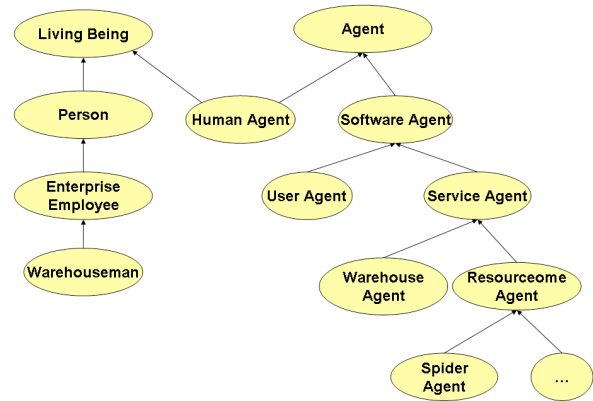 Living Being
Agent
Person
Human Agent
Software Agent
Enterprise
Employee
User Agent
Service Agent
Warehouseman
Warehouse
Agent
Resourceome
Agent
Spider
Agent
...